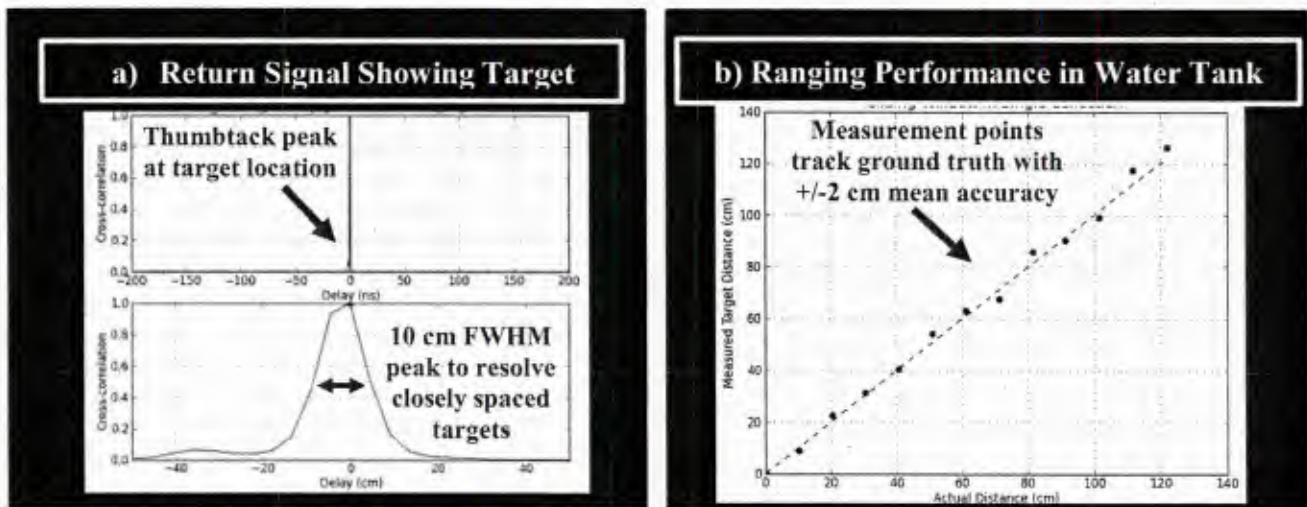 a) Return Signal Showing Target
Thumbtack peak
at target location
Cross-correlation
1.0
0.8
0.6
0.4
0.2
0.0
−200 −150 −100 −50 0 50 100 150 200
Delay (ns)
10 cm FWHM
peak to resolve
closely spaced
targets
Cross-correlation
1.0
0.8
0.6
0.4
0.2
0.0
−40 −20 0 20 40
Delay (cm)
b) Ranging Performance in Water Tank
Measurement points
track ground truth with
+/-2 cm mean accuracy
Measured Target Distance (cm)
140
120
100
80
60
40
20
0
0 20 40 60 80 100 120 140
Actual Distance (cm)